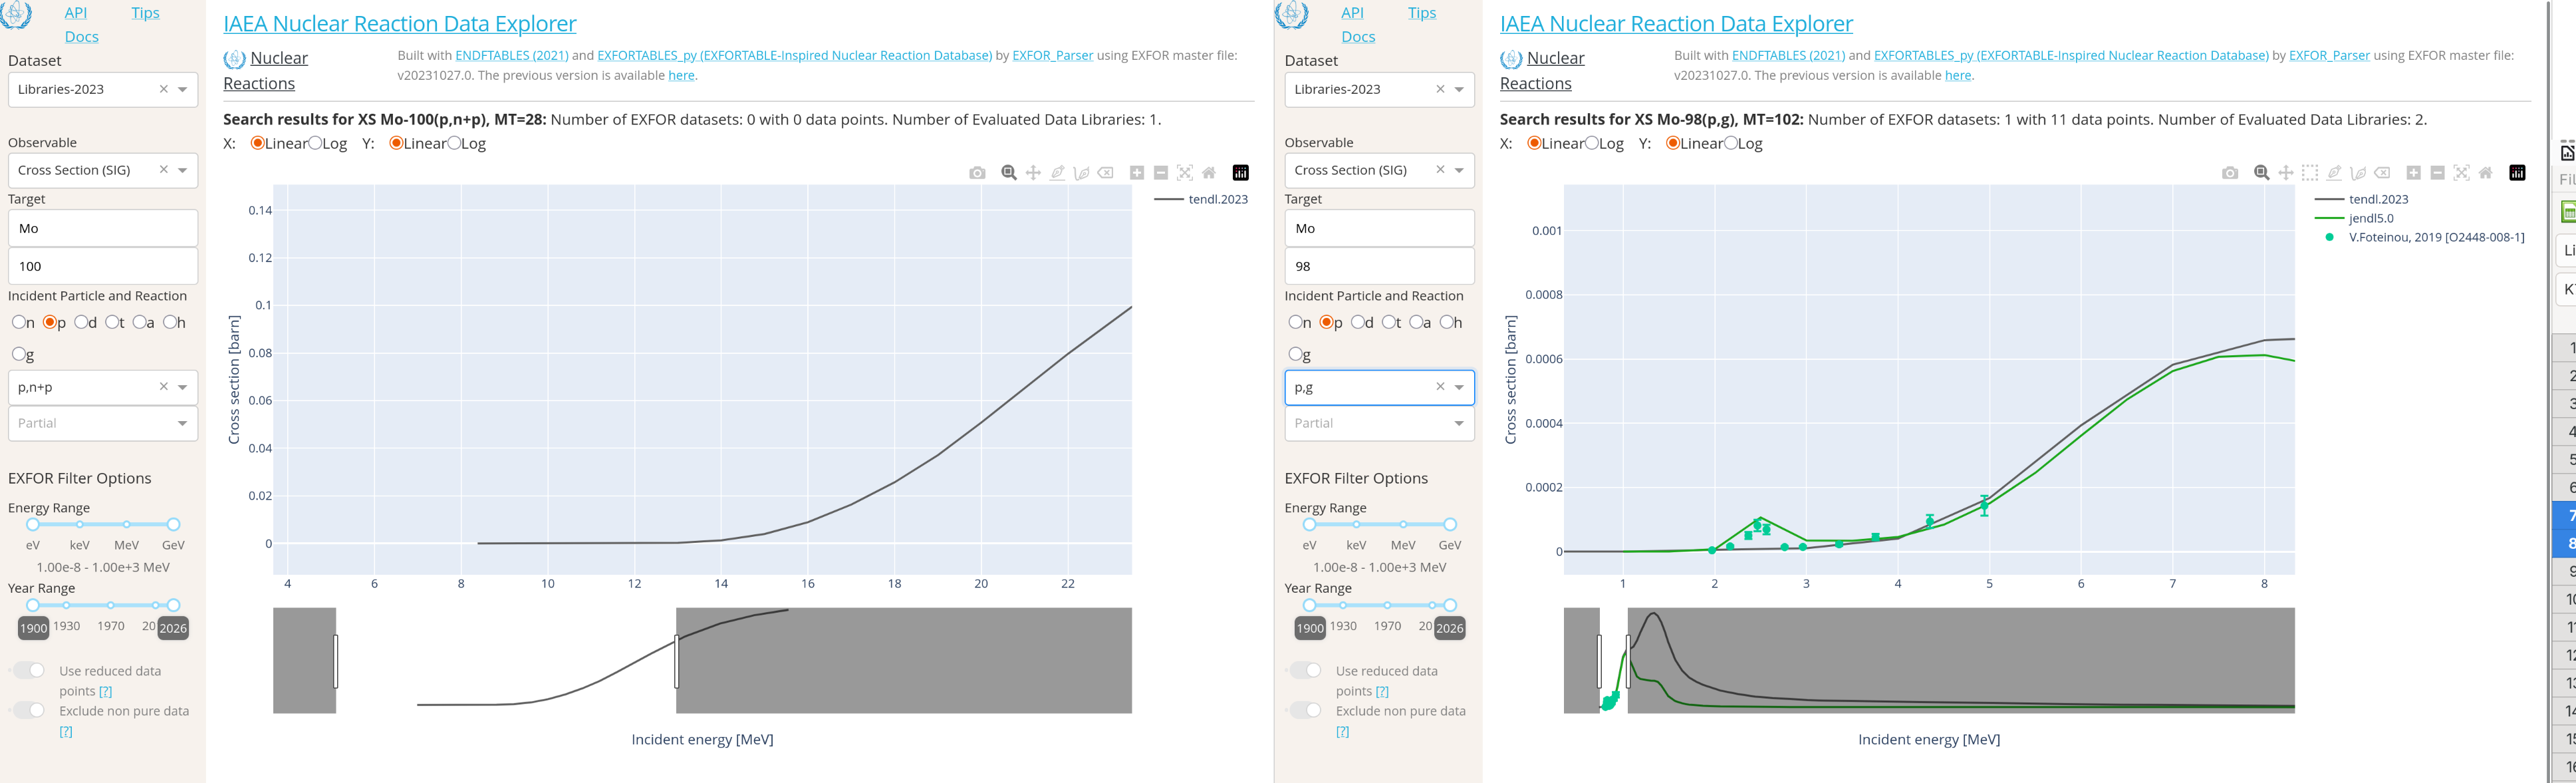 API Tips
Docs
Dataset
Libraries-2023
Observable
Cross Section (SIG)
Target
Mo
100
Incident Particle and Reaction
n p d t a h
g
p,n+p
Partial
EXFOR Filter Options
Energy Range
eV keV MeV GeV
1.00e-8 - 1.00e+3 MeV
Year Range
1900 1930 1970 20 2026
Use reduced data
points [?]
Exclude non pure data
[?]
IAEA Nuclear Reaction Data Explorer
Nuclear
Reactions
Built with ENDFTABLES (2021) and EXFORTABLES_py (EXFORTABLE-Inspired Nuclear Reaction Database) by EXFOR_Parser using EXFOR master file:
v20231027.0. The previous version is available here.
Search results for XS Mo-100(p,n+p), MT=28: Number of EXFOR datasets: 0 with 0 data points. Number of Evaluated Data Libraries: 1.
X: Linear Log Y: Linear Log
tendl.2023
Cross section [barn]
0.14
0.12
0.1
0.08
0.06
0.04
0.02
0
4 6 8 10 12 14 16 18 20 22
Incident energy [MeV]
API Tips
Docs
Dataset
Libraries-2023
Observable
Cross Section (SIG)
Target
Mo
98
Incident Particle and Reaction
n p d t a h
g
p,g
Partial
EXFOR Filter Options
Energy Range
eV keV MeV GeV
1.00e-8 - 1.00e+3 MeV
Year Range
1900 1930 1970 20 2026
Use reduced data
points [?]
Exclude non pure data
[?]
IAEA Nuclear Reaction Data Explorer
Nuclear
Reactions
Built with ENDFTABLES (2021) and EXFORTABLES_py (EXFORTABLE-Inspired Nuclear Reaction Database) by EXFOR_Parser using EXFOR master file:
v20231027.0. The previous version is available here.
Search results for XS Mo-98(p,g), MT=102: Number of EXFOR datasets: 1 with 11 data points. Number of Evaluated Data Libraries: 2.
X: Linear Log Y: Linear Log
tendl.2023
jendl5.0
V.Foteinou, 2019 [O2448-008-1]
Cross section [barn]
0.001
0.0008
0.0006
0.0004
0.0002
0
1 2 3 4 5 6 7 8
Incident energy [MeV]